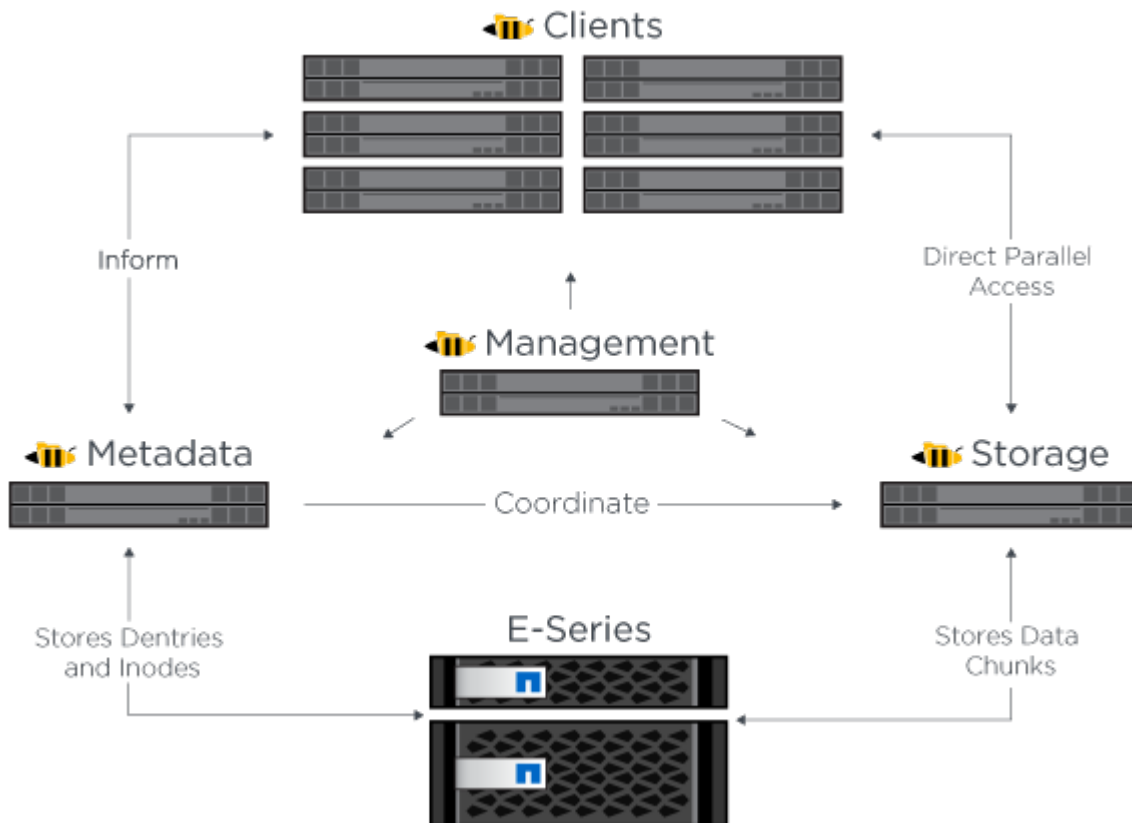 Clients
Inform
Direct Parallel
Access
Management
Metadata
Storage
Coordinate
Stores Dentries
and Inodes
E-Series
Stores Data
Chunks